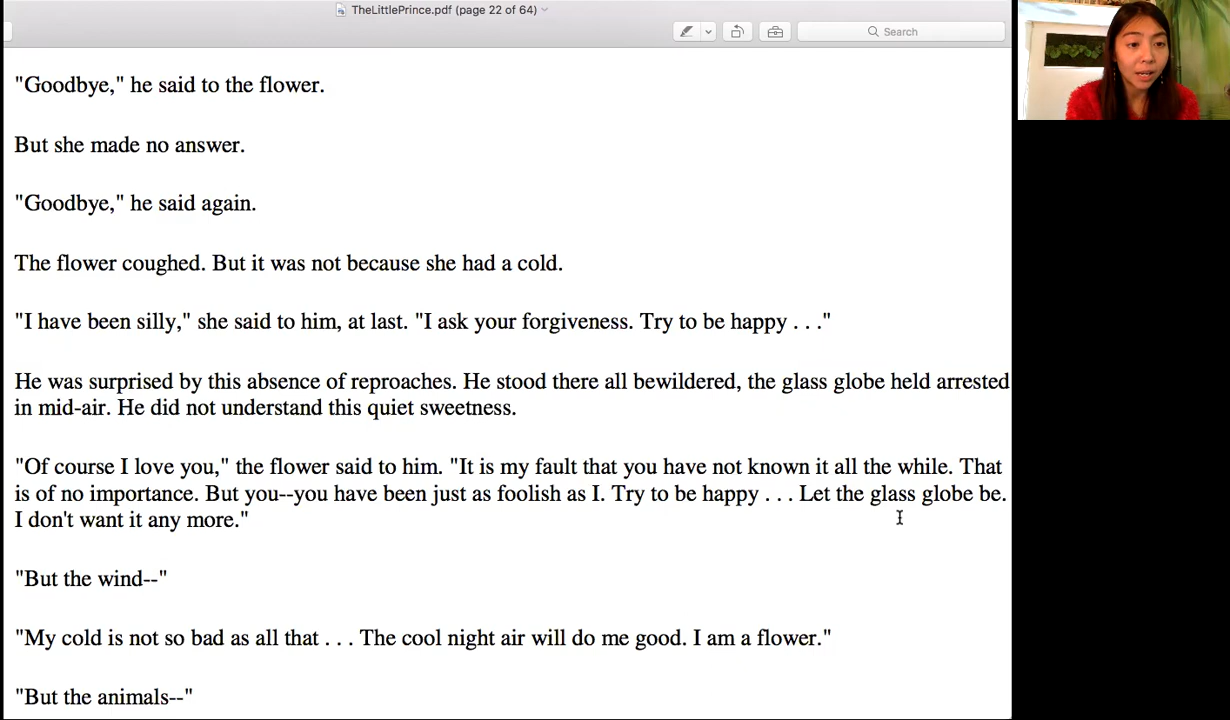 TheLittlePrince.pdf (page 22 of 64)
Search
"Goodbye," he said to the flower.
But she made no answer.
"Goodbye," he said again.
The flower coughed. But it was not because she had a cold.
"I have been silly," she said to him, at last. "I ask your forgiveness. Try to be happy . . ."
He was surprised by this absence of reproaches. He stood there all bewildered, the glass globe held arrested
in mid-air. He did not understand this quiet sweetness.
"Of course I love you," the flower said to him. "It is my fault that you have not known it all the while. That
is of no importance. But you--you have been just as foolish as I. Try to be happy . . . Let the glass globe be.
I don't want it any more."
"But the wind--"
"My cold is not so bad as all that . . . The cool night air will do me good. I am a flower."
"But the animals--"